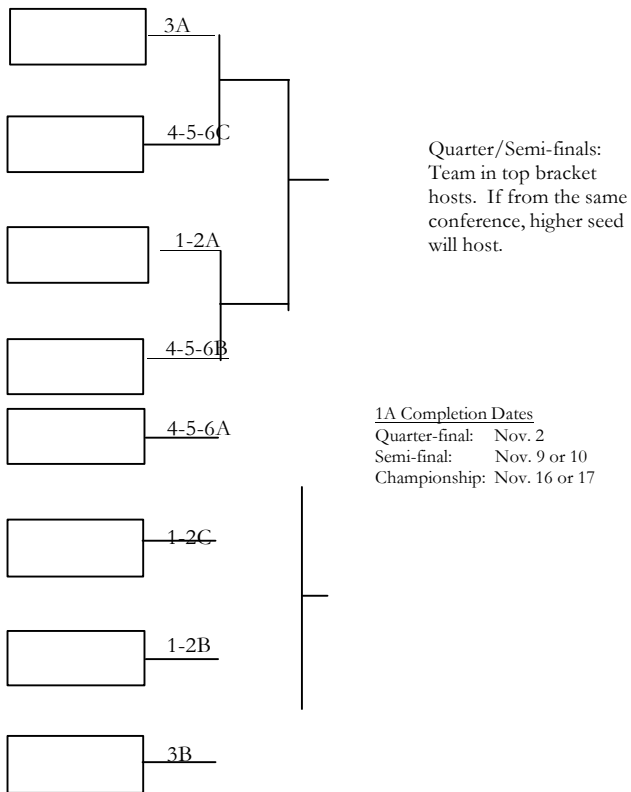 3A
4-5-6C
Quarter/Semi-finals:
Team in top bracket
hosts. If from the same
conference, higher seed
will host.
1-2A
4-5-6B
4-5-6A
1A Completion Dates
Quarter-final: Nov. 2
Semi-final: Nov. 9 or 10
Championship: Nov. 16 or 17
1-2C
1-2B
3B